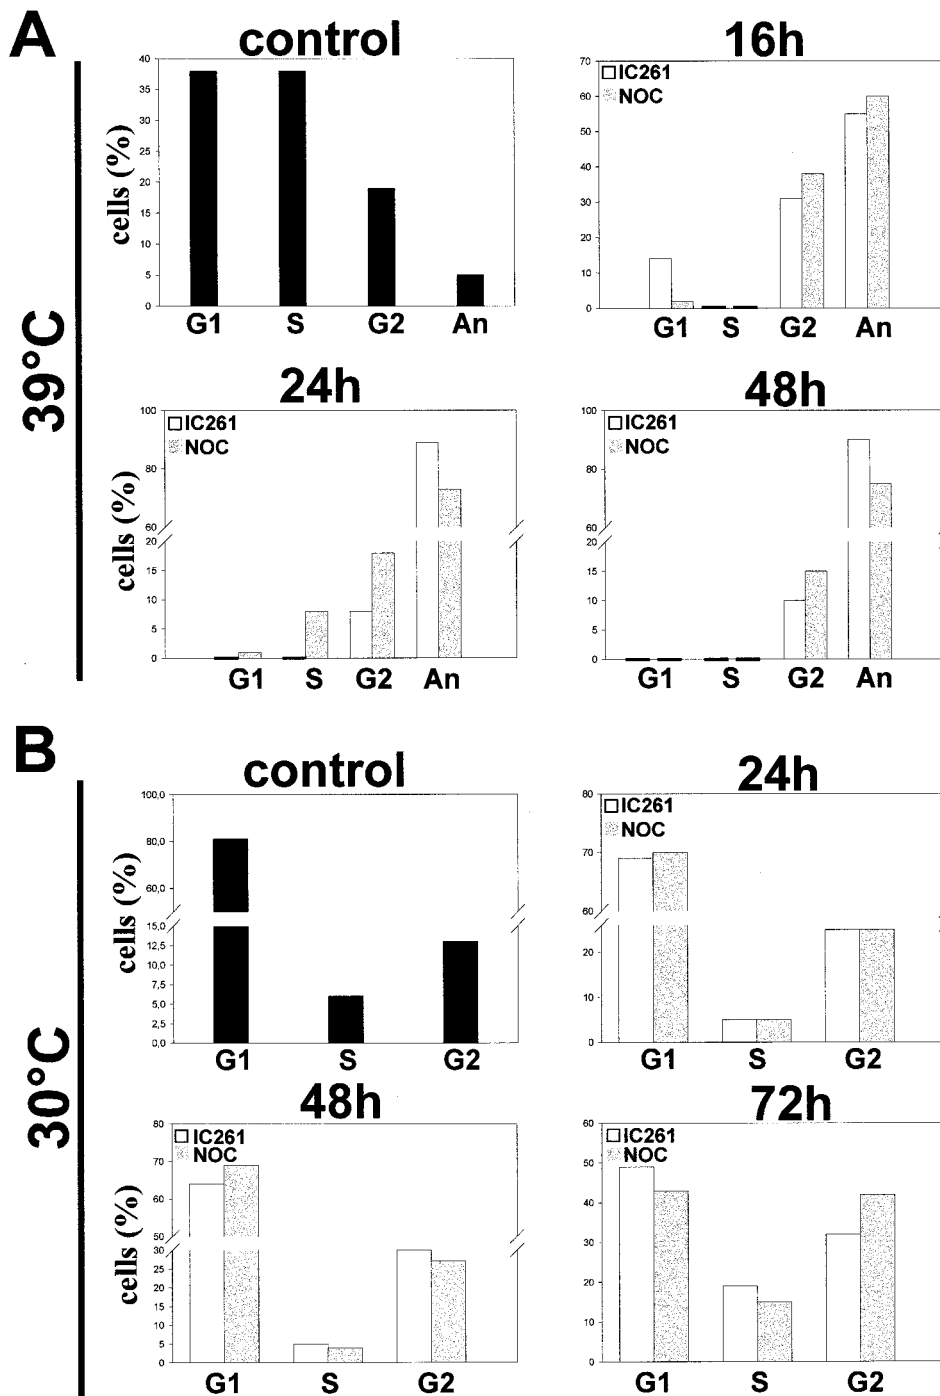 A
39°C
control
cells (%)
40
35
30
25
20
15
10
5
0
G1 S G2 An
16h
IC261
NOC
70
60
50
40
30
20
10
0
G1 S G2 An
24h
cells (%)
IC261
NOC
100
80
60
20
15
10
5
0
G1 S G2 An
48h
IC261
NOC
100
80
60
20
15
10
5
0
G1 S G2 An
B
30°C
control
cells (%)
100,0
80,0
60,0
15,0
12,5
10,0
7,5
5,0
2,5
0,0
G1 S G2
24h
IC261
NOC
80
70
60
20
10
0
G1 S G2
48h
cells (%)
IC261
NOC
80
70
60
50
30
25
20
15
10
5
0
G1 S G2
72h
IC261
NOC
60
50
40
30
20
10
0
G1 S G2